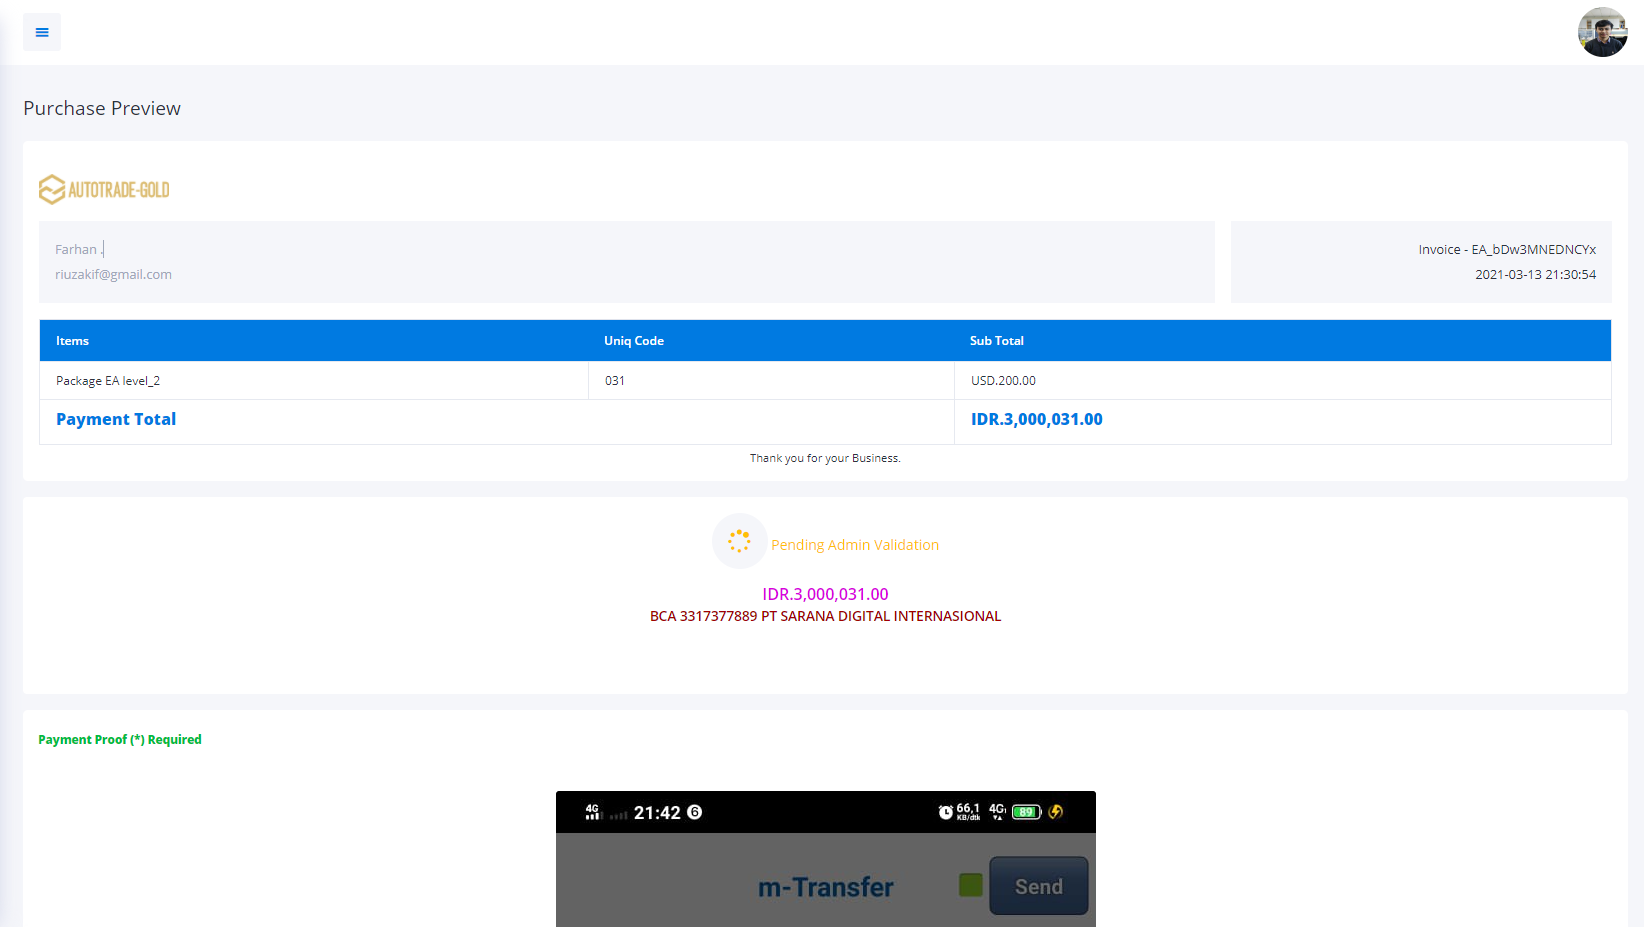 Purchase Preview
AUTOTRADE-GOLD
Farhan .
riuzakif@gmail.com
Invoice - EA_bDw3MNEDNCYx
2021-03-13 21:30:54
Items Uniq Code Sub Total
Package EA level_2 031 USD.200.00
Payment Total IDR.3,000,031.00
Thank you for your Business.
Pending Admin Validation
IDR.3,000,031.00
BCA 3317377889 PT SARANA DIGITAL INTERNASIONAL
Payment Proof (*) Required
4G 21:42 6 66,1 KB/dtk 4G 89
m-Transfer Send